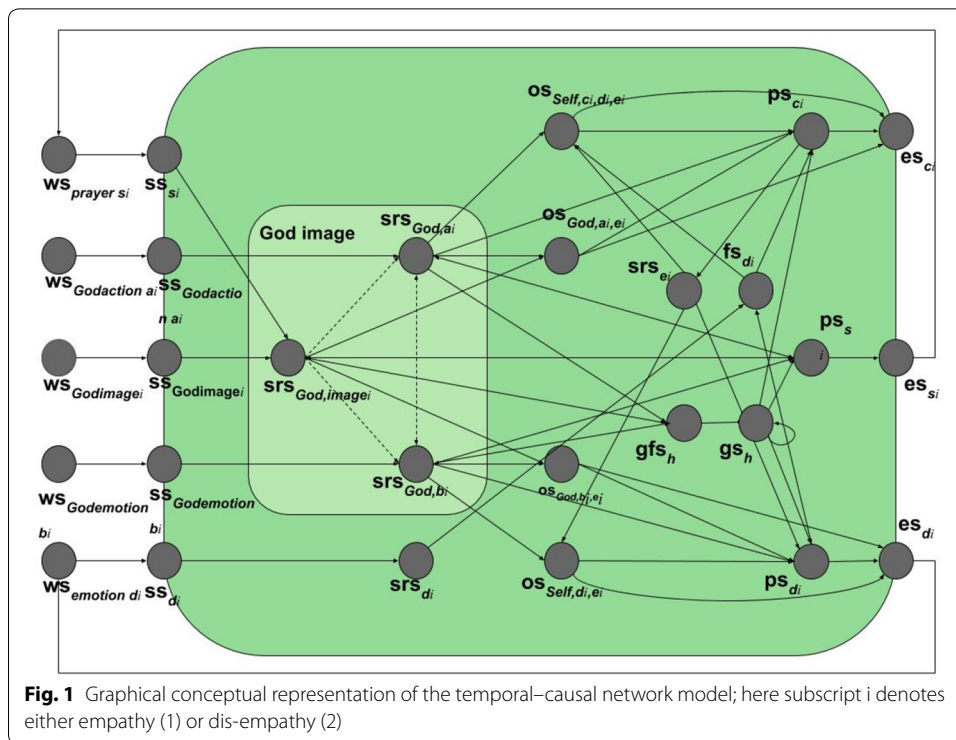 os Self,ci,di,ei
ps ci
ws prayer si
ss si
es ci
God image
srs God,ai
os God,ai,ei
ws Godaction ai
ss Godactio
n ai
srs ei
fs di
ps s
i
ws Godimagei
ss Godimagei
srs God,imagei
es si
gfs h
gs h
ws Godemotion
bi
ss Godemotion
bi
srs God,bi
os God,bi,ei
es di
ws emotion di
ss di
srs di
os Self,di,ei
ps di
Fig. 1 Graphical conceptual representation of the temporal–causal network model; here subscript i denotes
either empathy (1) or dis-empathy (2)